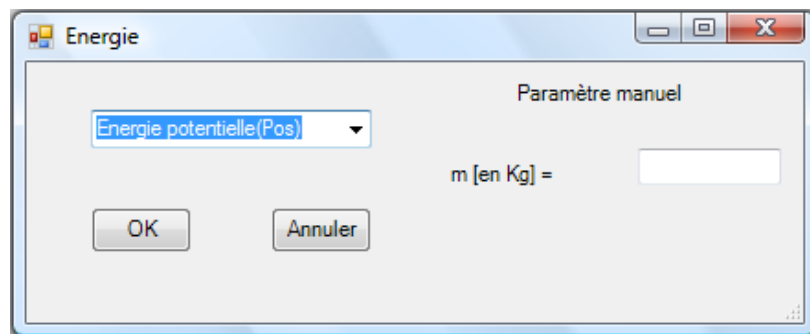 Energie
Paramètre manuel
Energie potentielle(Pos)
m [en Kg] =
OK
Annuler